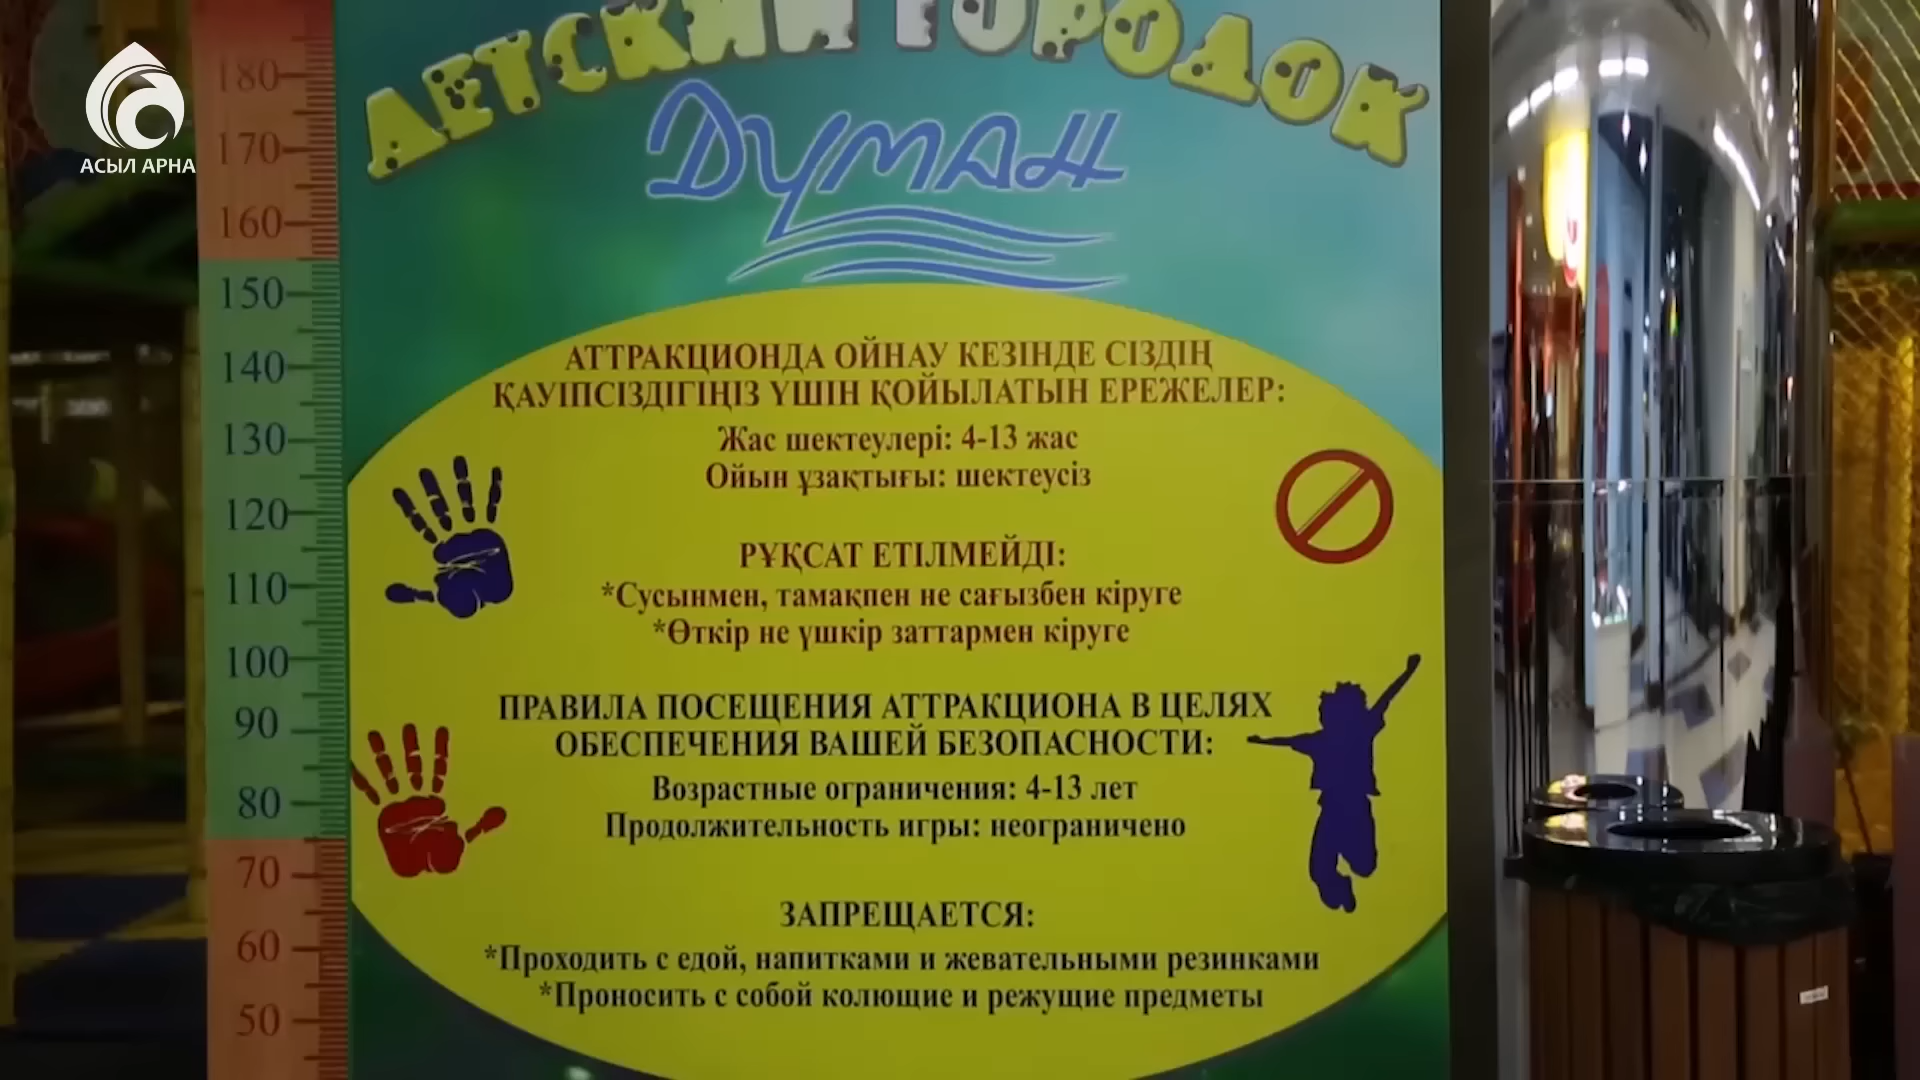 ДЕТСКИЙ ГОРОДОК
ДУМАН
АСЫЛ АРНА
180
170
160
150
140
130
120
110
100
90
80
70
60
50
АТТРАКЦИОНДА ОЙНАУ КЕЗІНДЕ СІЗДІҢ
ҚАУІПСІЗДІГІҢІЗ ҮШІН ҚОЙЫЛАТЫН ЕРЕЖЕЛЕР:
Жас шектеулері: 4-13 жас
Ойын ұзақтығы: шектеусіз
РҰҚСАТ ЕТІЛМЕЙДІ:
*Сусынмен, тамақпен не сағызбен кіруге
*Өткір не үшкір заттармен кіруге
ПРАВИЛА ПОСЕЩЕНИЯ АТТРАКЦИОНА В ЦЕЛЯХ
ОБЕСПЕЧЕНИЯ ВАШЕЙ БЕЗОПАСНОСТИ:
Возрастные ограничения: 4-13 лет
Продолжительность игры: неограничено
ЗАПРЕЩАЕТСЯ:
*Проходить с едой, напитками и жевательными резинками
*Проносить с собой колющие и режущие предметы